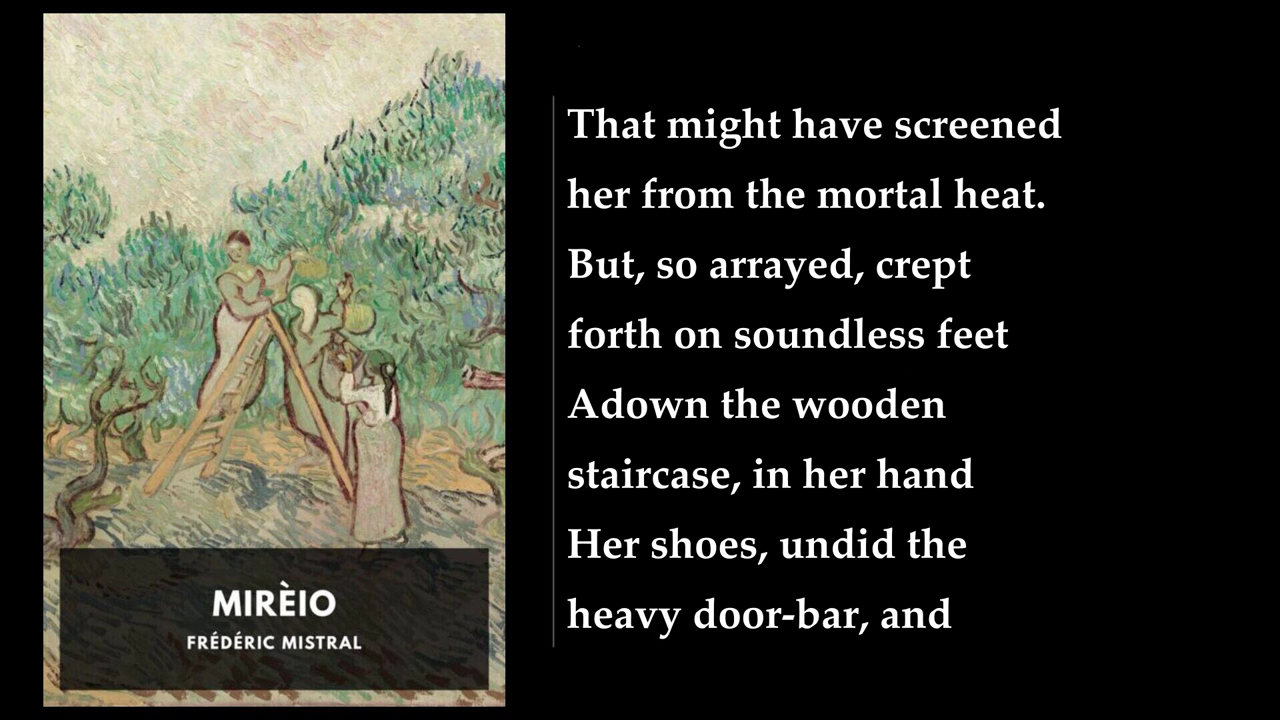 MIRÈIO
FRÉDÉRIC MISTRAL
That might have screened
her from the mortal heat.
But, so arrayed, crept
forth on soundless feet
Adown the wooden
staircase, in her hand
Her shoes, undid the
heavy door-bar, and